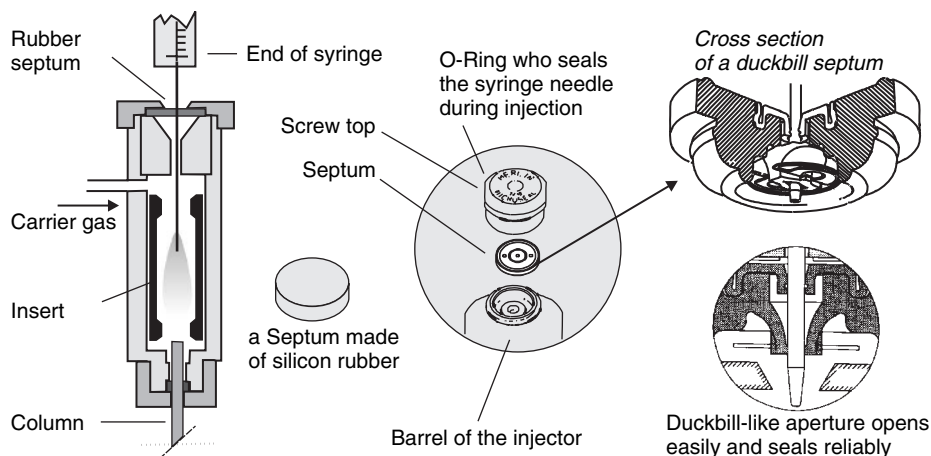 Rubber
septum
End of syringe
Carrier gas
Insert
Column
a Septum made
of silicon rubber
O-Ring who seals
the syringe needle
during injection
Screw top
Septum
Barrel of the injector
Cross section
of a duckbill septum
Duckbill-like aperture opens
easily and seals reliably